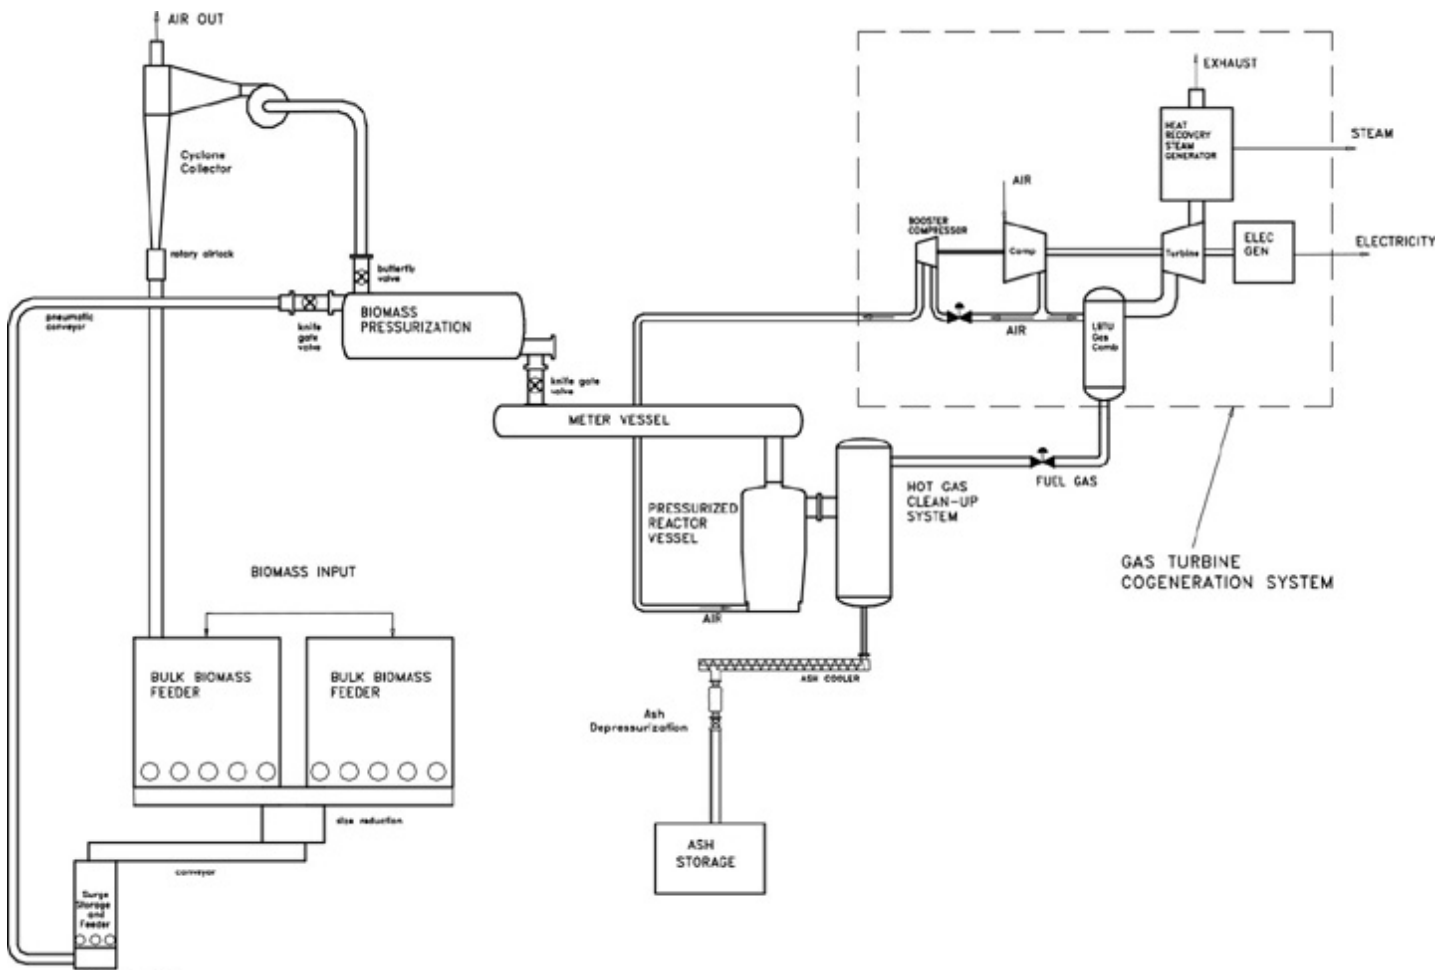 AIR OUT
Cyclone
Collector
rotary airlock
pneumatic
conveyor
knife
gate
valve
butterfly
valve
BIOMASS
PRESSURIZATION
knife gate
valve
METER VESSEL
PRESSURIZED
REACTOR
VESSEL
AIR
HOT GAS
CLEAN-UP
SYSTEM
FUEL GAS
EXHAUST
HEAT
RECOVERY
STEAM
GENERATOR
STEAM
AIR
BOOSTER
COMPRESSOR
Comp
Turbine
ELEC
GEN
ELECTRICITY
AIR
LBTU
Gas
Comb
GAS TURBINE
COGENERATION SYSTEM
BIOMASS INPUT
BULK BIOMASS
FEEDER
BULK BIOMASS
FEEDER
size reduction
conveyor
Surge
Storage
and
Feeder
ASH COOLER
Ash
Depressurization
ASH
STORAGE